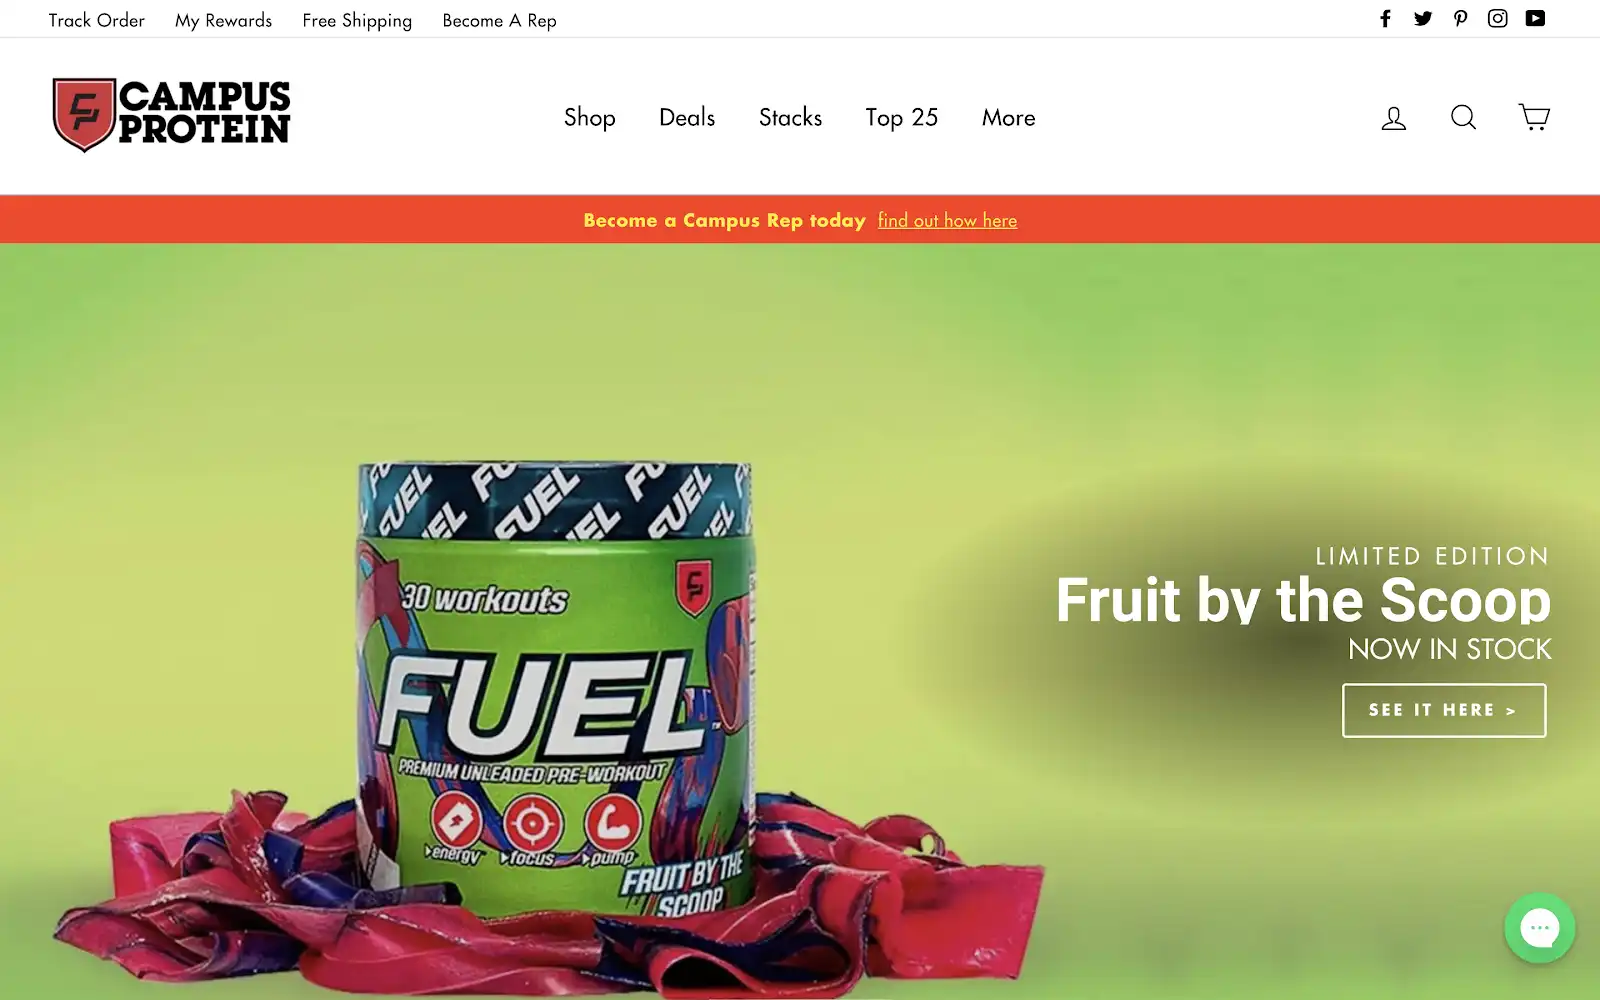 Track Order My Rewards Free Shipping Become A Rep
CAMPUS
PROTEIN
Shop Deals Stacks Top 25 More
Become a Campus Rep today find out how here
LIMITED EDITION
Fruit by the Scoop
NOW IN STOCK
SEE IT HERE >
FUEL FUEL FUEL
30 workouts
FUEL
PREMIUM UNLEADED PRE-WORKOUT
energy focus pump
FRUIT BY THE
SCOOP